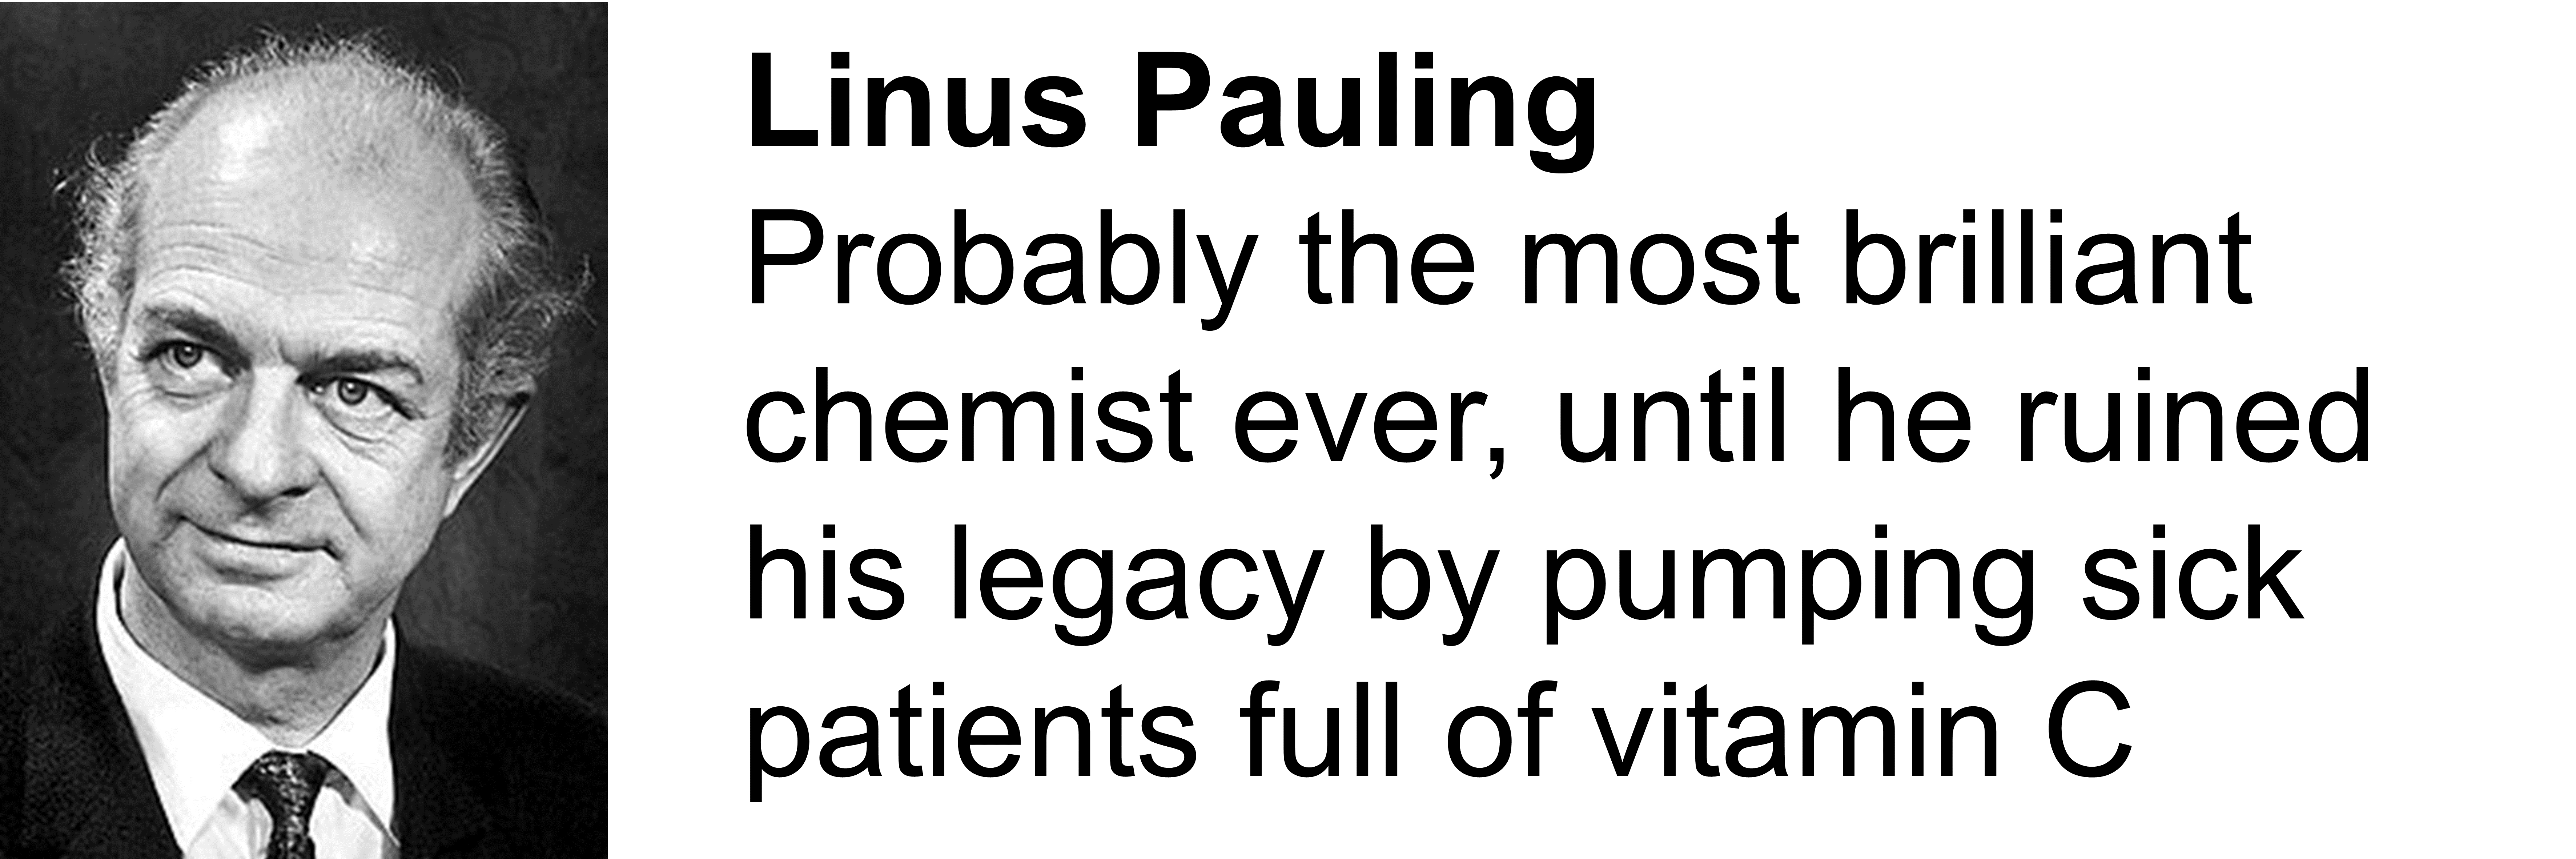 Linus Pauling
Probably the most brilliant
chemist ever, until he ruined
his legacy by pumping sick
patients full of vitamin C